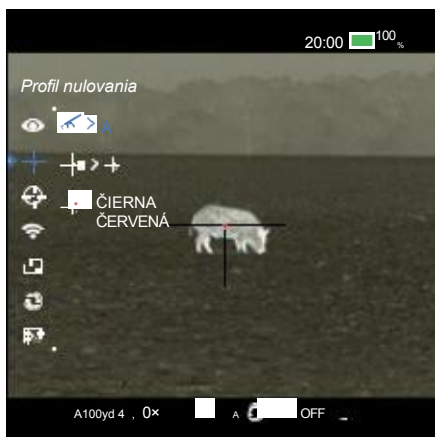 20:00 100 %
Profil nulovania
A
ČIERNA
ČERVENÁ
A100yd 4 , 0× A OFF